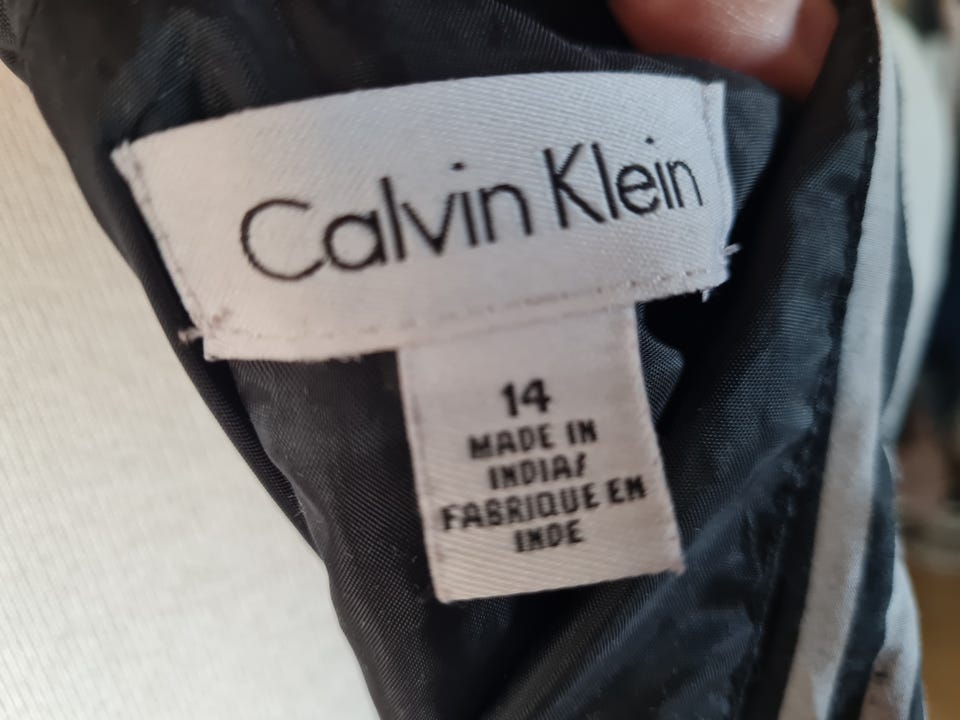 Calvin Klein
14
MADE IN
INDIA/
FABRIQUE EN
INDE